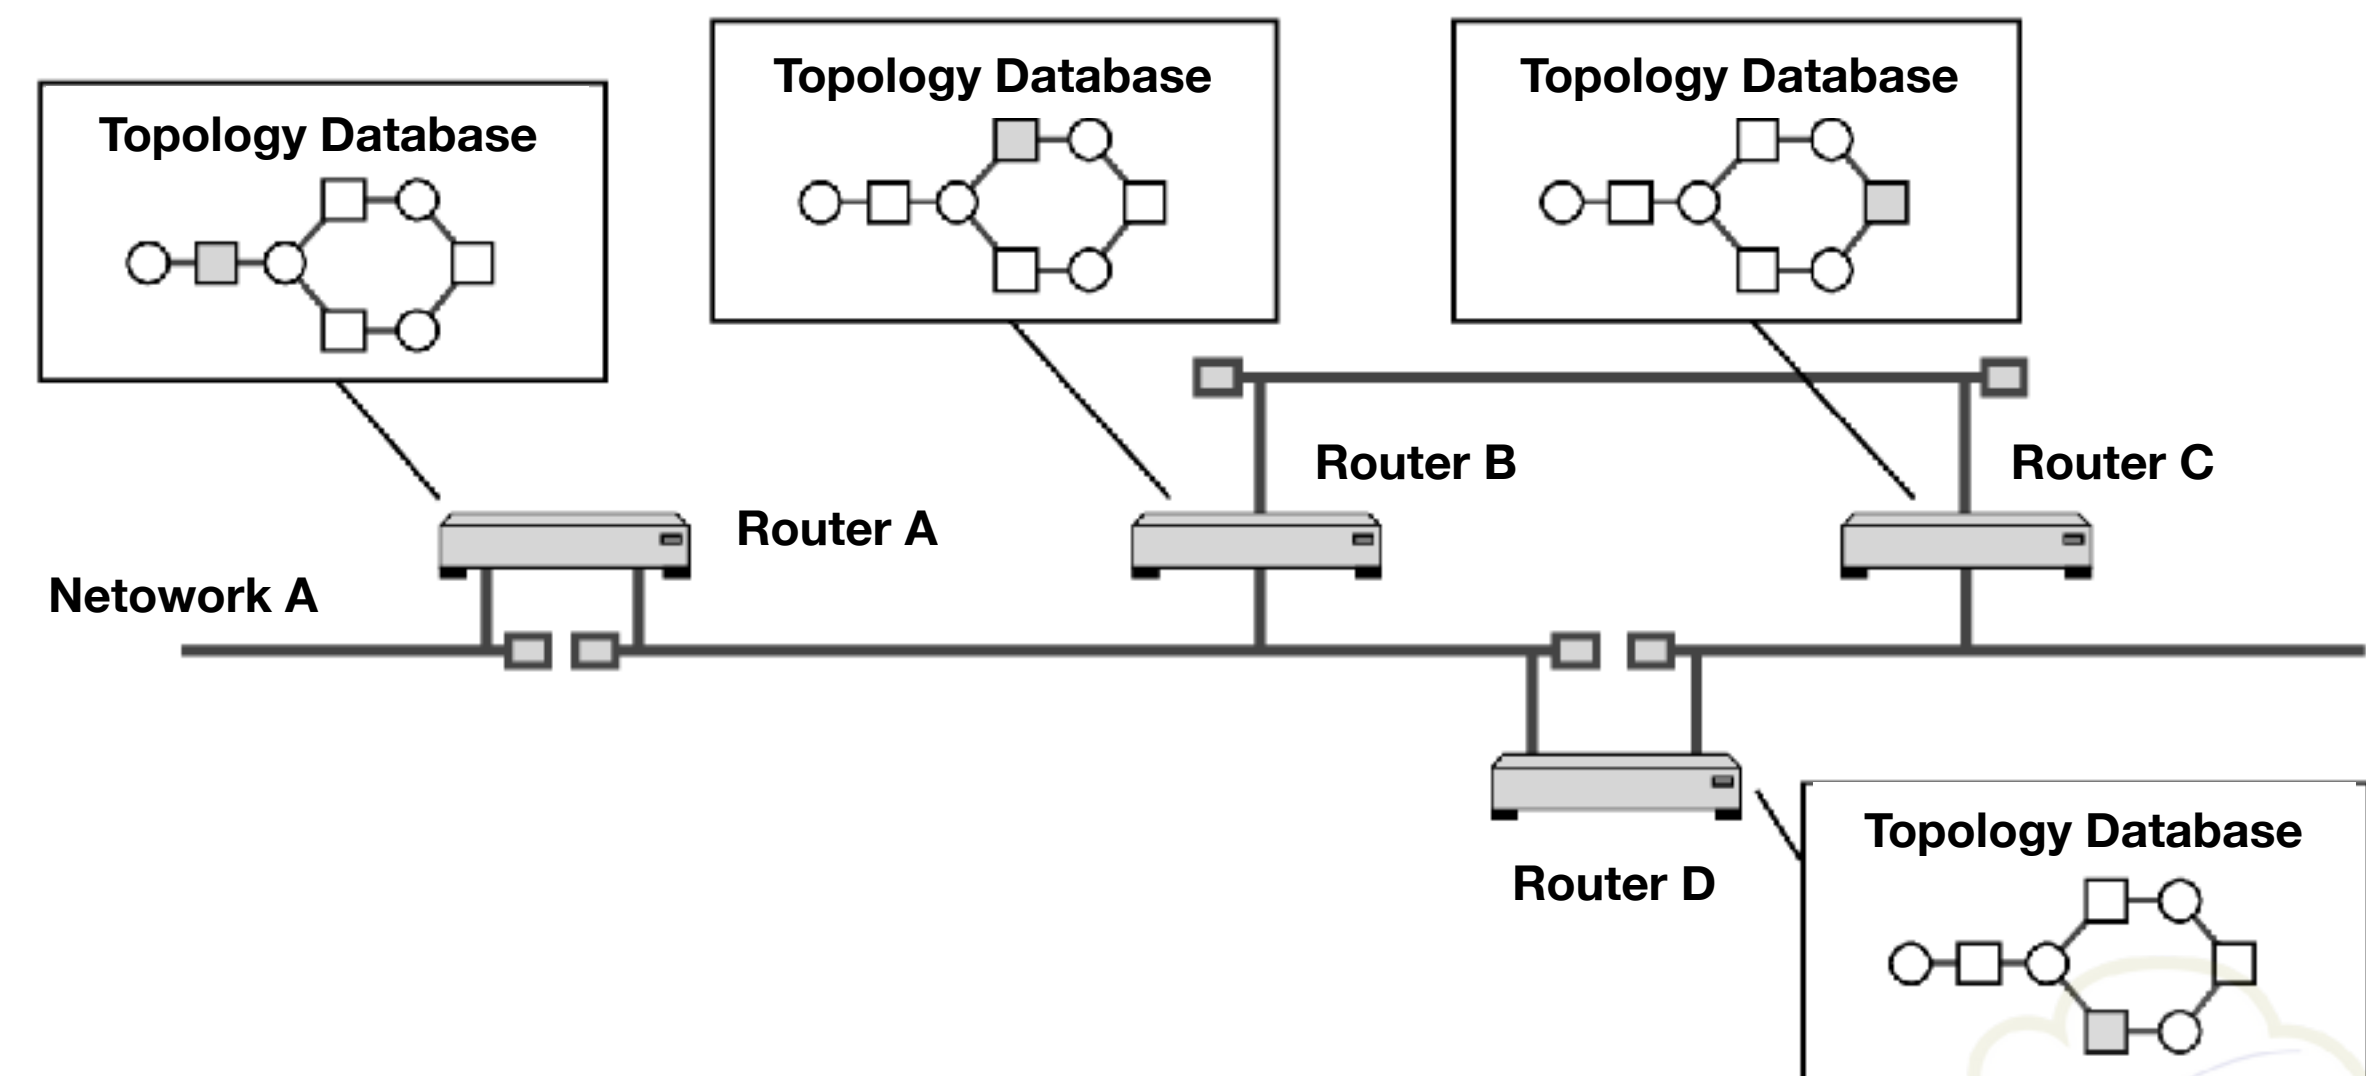 Topology Database
Topology Database
Topology Database
Router B
Router C
Router A
Netowork A
Topology Database
Router D